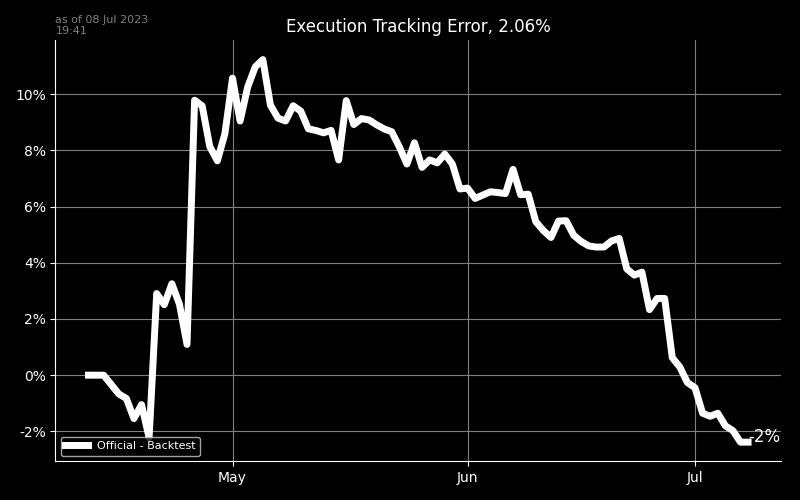 as of 08 Jul 2023
19:41
Execution Tracking Error, 2.06%
10%
8%
6%
4%
2%
0%
-2%
Official - Backtest
-2%
May
Jun
Jul